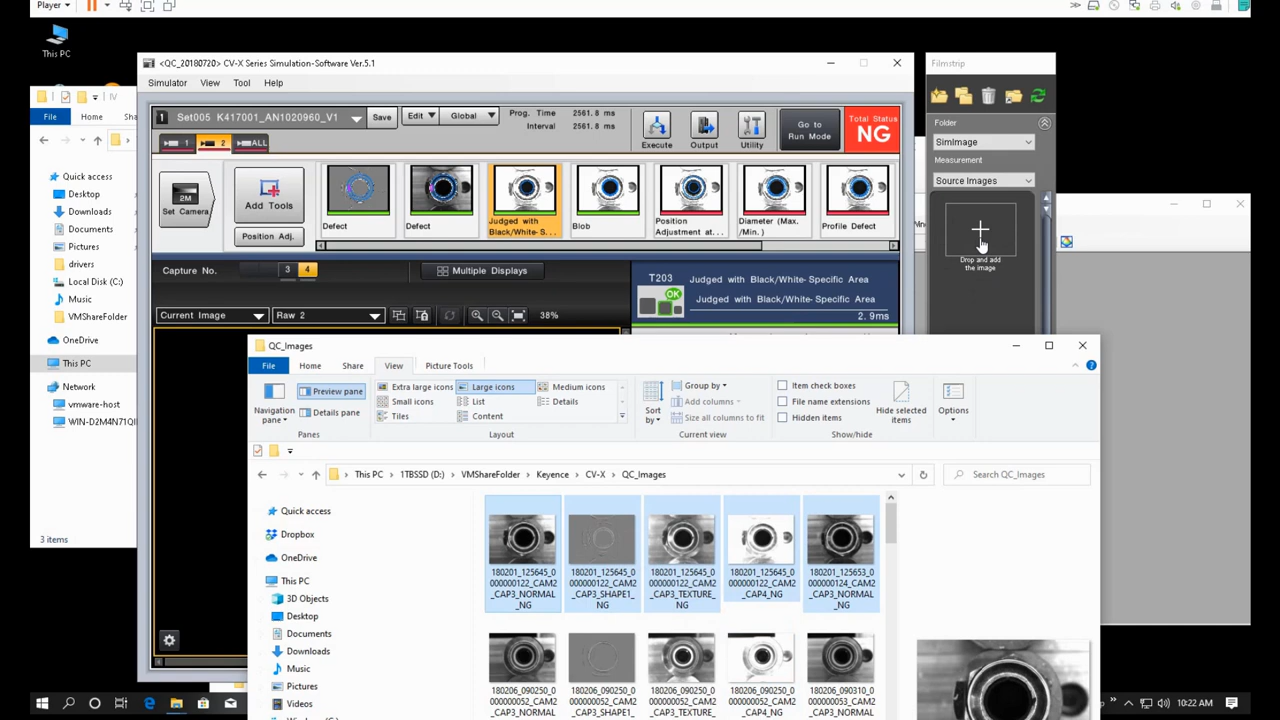 Player
This PC
<QC_20180720> CV-X Series Simulation-Software Ver.5.1
Simulator View Tool Help
1 Set005 K417001_AN1020960_V1 Save Edit Global
Prog. Time 2561.8 ms
Interval 2561.8 ms
Execute Output Utility
Go to
Run Mode
Total Status
NG
1 2 ALL
2M
Set Camera
Add Tools
Position Adj.
Defect
Defect
Judged with
Black/White-S...
Blob
Position
Adjustment at...
Diameter (Max.
/Min.)
Profile Defect
Capture No. 3 4 Multiple Displays
Current Image Raw 2 38%
T203 Judged with Black/White-Specific Area
OK
Judged with Black/White-Specific Area
2.9ms
Filmstrip
Folder
SimImage
Measurement
Source Images
Drop and add
the image
IV
File Home
Quick access
Desktop
Downloads
Documents
Pictures
drivers
Local Disk (C:)
Music
VMShareFolder
OneDrive
This PC
Network
vmware-host
WIN-D2M4N71QI
3 items
QC_Images
File Home Share View Picture Tools
Navigation
pane
Preview pane
Details pane
Panes
Extra large icons Large icons Medium icons
Small icons List Details
Tiles Content
Layout
Sort
by
Group by
Add columns
Size all columns to fit
Current view
Item check boxes
File name extensions
Hidden items
Hide selected
items
Show/hide
Options
This PC > 1TBSSD (D:) > VMShareFolder > Keyence > CV-X > QC_Images
Search QC_Images
Quick access
Dropbox
OneDrive
This PC
3D Objects
Desktop
Documents
Downloads
Music
Pictures
Videos
180201_125645_0
000000122_CAM2
_CAP3_NORMAL
_NG
180201_125645_0
000000122_CAM2
_CAP3_SHAPE1_
NG
180201_125645_0
000000122_CAM2
_CAP3_TEXTURE_
NG
180201_125645_0
000000122_CAM2
_CAP4_NG
180201_125653_0
000000124_CAM2
_CAP3_NORMAL
_NG
180206_090250_0
000000052_CAM2
_CAP3_NORMAL
180206_090250_0
000000052_CAM2
_CAP3_SHAPE1_
180206_090250_0
000000052_CAM2
_CAP3_TEXTURE_
180206_090250_0
000000052_CAM2
_CAP4_NG
180206_090310_0
000000053_CAM2
_CAP3_NORMAL
10:22 AM